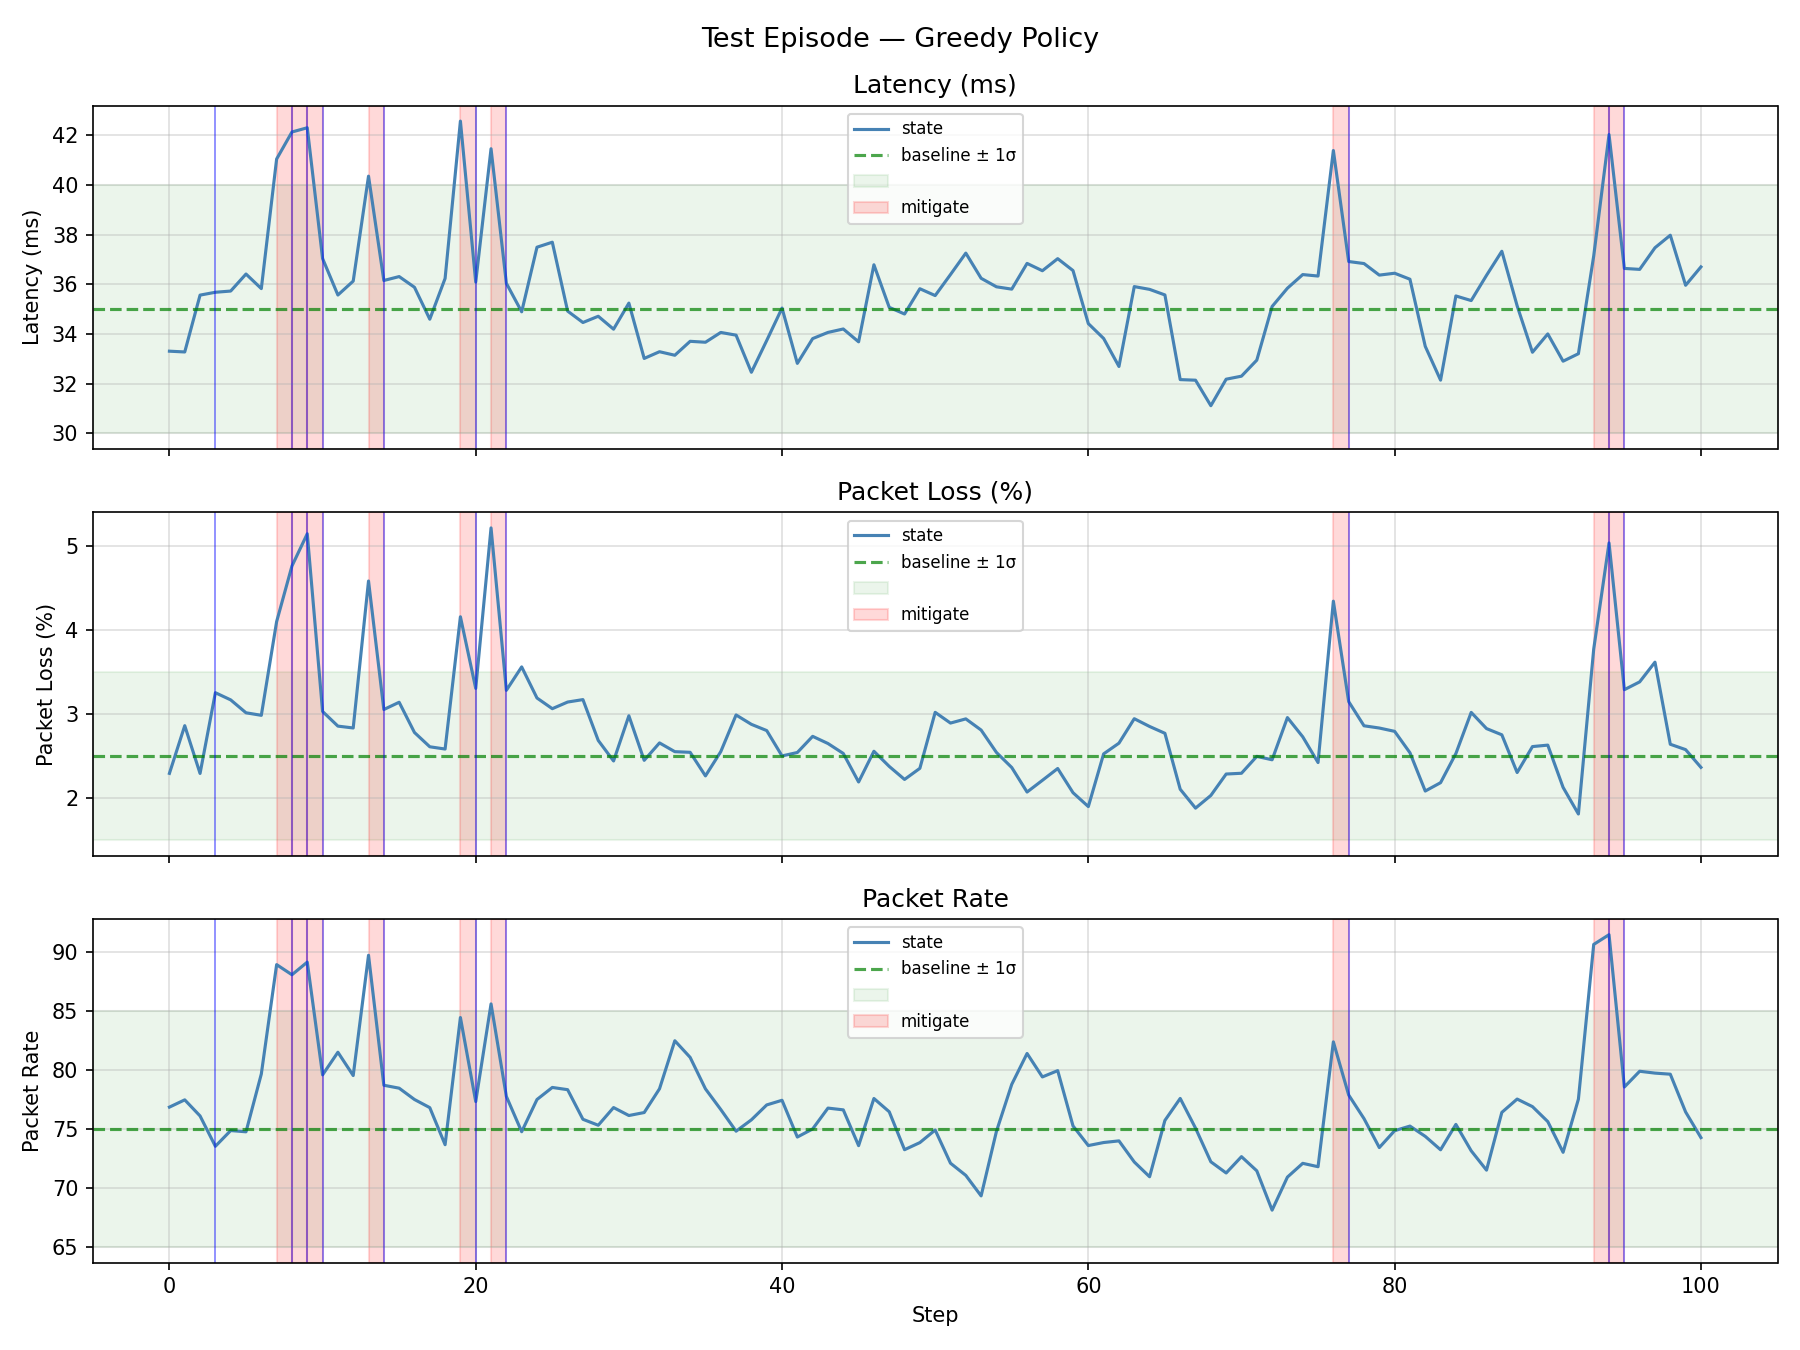 Test Episode — Greedy Policy
Latency (ms)
Latency (ms)
42
40
38
36
34
32
30
state
baseline ± 1σ
mitigate
Packet Loss (%)
Packet Loss (%)
5
4
3
2
state
baseline ± 1σ
mitigate
Packet Rate
Packet Rate
90
85
80
75
70
65
state
baseline ± 1σ
mitigate
0 20 40 60 80 100
Step